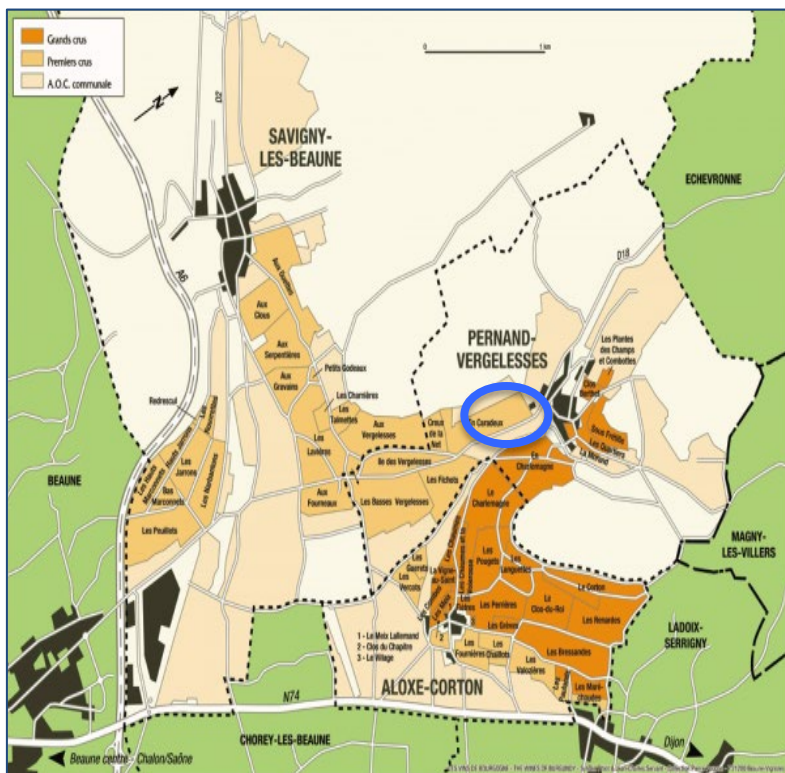 Grands crus
Premiers crus
A.O.C. communale
0
1 km
N
D2
SAVIGNY-
LES-BEAUNE
ECHEVRONNE
D18
A6
Aux Clous
Aux
Serpentières
Aux
Gravains
Petits Godeaux
Les Charnières
Les
Talmettes
Aux
Vergelesses
Les
Lavières
PERNAND-
VERGELESSES
Les Plantes
des Champs
et Combottes
Clos
Berthet
Sous Frétille
Les Quartiers
La Morand
Creux
de la
Net
Caradeux
Ile des Vergelesses
En
Charlemagne
Le
Charlemagne
Redrescul
BEAUNE
Les
Jarrons
Bas
Marconnets
Les Peuillets
Aux
Fourneaux
Les Fichots
Les Basses Vergelesses
MAGNY-
LES-VILLERS
Les
Pougets
Les
Languettes
Le Corton
Les Guérets
Les Vercots
La Vigne-
du-Saint
Les Perrières
Le
Clos-du-Roi
Les Renardes
Les Grèves
Les Bressandes
LADOIX-
SERRIGNY
1 - Le Meix Lallemand
2 - Clos du Chapitre
3 - Le Village
Les
Fournières
Les
Chaillots
Les
Valozières
Les Maré-
chaudes
ALOXE-CORTON
N74
CHOREY-LES-BEAUNE
Beaune centre - Chalon/Saône
Dijon